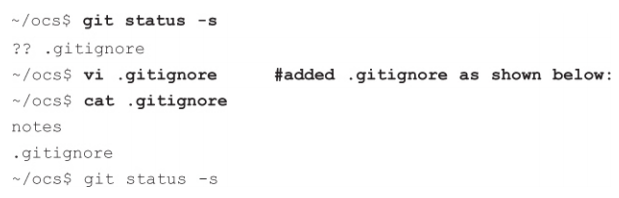 ~/ocs$ git status -s
?? .gitignore
~/ocs$ vi .gitignore #added .gitignore as shown below:
~/ocs$ cat .gitignore
notes
.gitignore
~/ocs$ git status -s